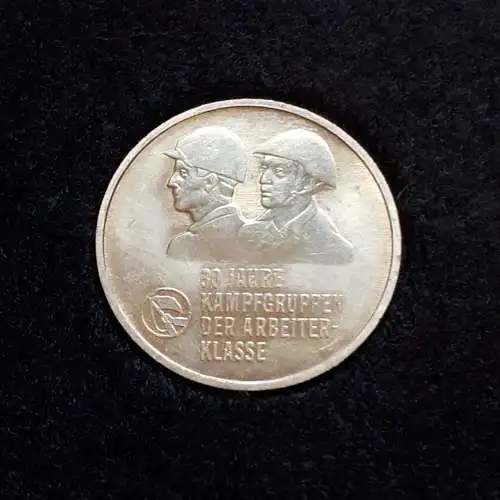 30 JAHRE
KAMPFGRUPPEN
DER ARBEITER-
KLASSE